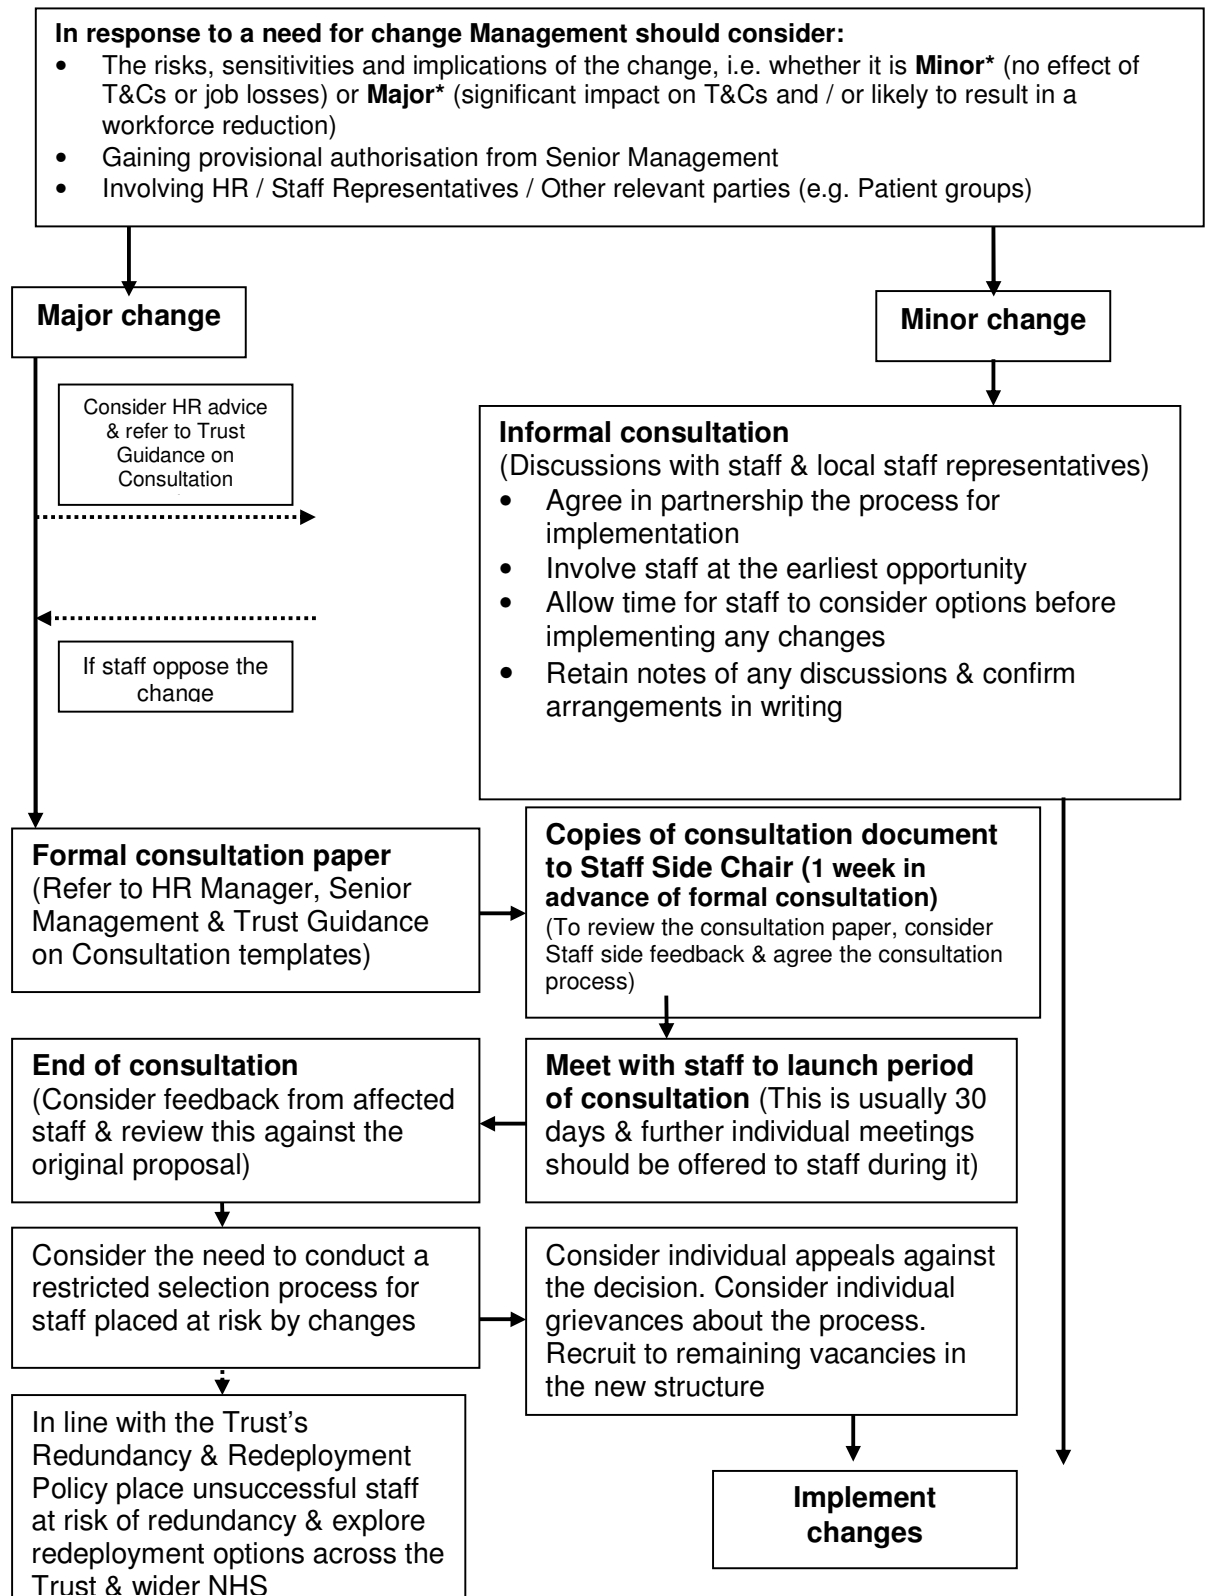 In response to a need for change Management should consider:
• The risks, sensitivities and implications of the change, i.e. whether it is Minor* (no effect of
T&Cs or job losses) or Major* (significant impact on T&Cs and / or likely to result in a
workforce reduction)
• Gaining provisional authorisation from Senior Management
• Involving HR / Staff Representatives / Other relevant parties (e.g. Patient groups)
Major change
Minor change
Consider HR advice
& refer to Trust
Guidance on
Consultation
Informal consultation
(Discussions with staff & local staff representatives)
• Agree in partnership the process for
implementation
• Involve staff at the earliest opportunity
• Allow time for staff to consider options before
implementing any changes
• Retain notes of any discussions & confirm
arrangements in writing
If staff oppose the
change
Formal consultation paper
(Refer to HR Manager, Senior
Management & Trust Guidance
on Consultation templates)
Copies of consultation document
to Staff Side Chair (1 week in
advance of formal consultation)
(To review the consultation paper, consider
Staff side feedback & agree the consultation
process)
End of consultation
(Consider feedback from affected
staff & review this against the
original proposal)
Meet with staff to launch period
of consultation (This is usually 30
days & further individual meetings
should be offered to staff during it)
Consider the need to conduct a
restricted selection process for
staff placed at risk by changes
Consider individual appeals against
the decision. Consider individual
grievances about the process.
Recruit to remaining vacancies in
the new structure
In line with the Trust’s
Redundancy & Redeployment
Policy place unsuccessful staff
at risk of redundancy & explore
redeployment options across the
Trust & wider NHS
Implement
changes